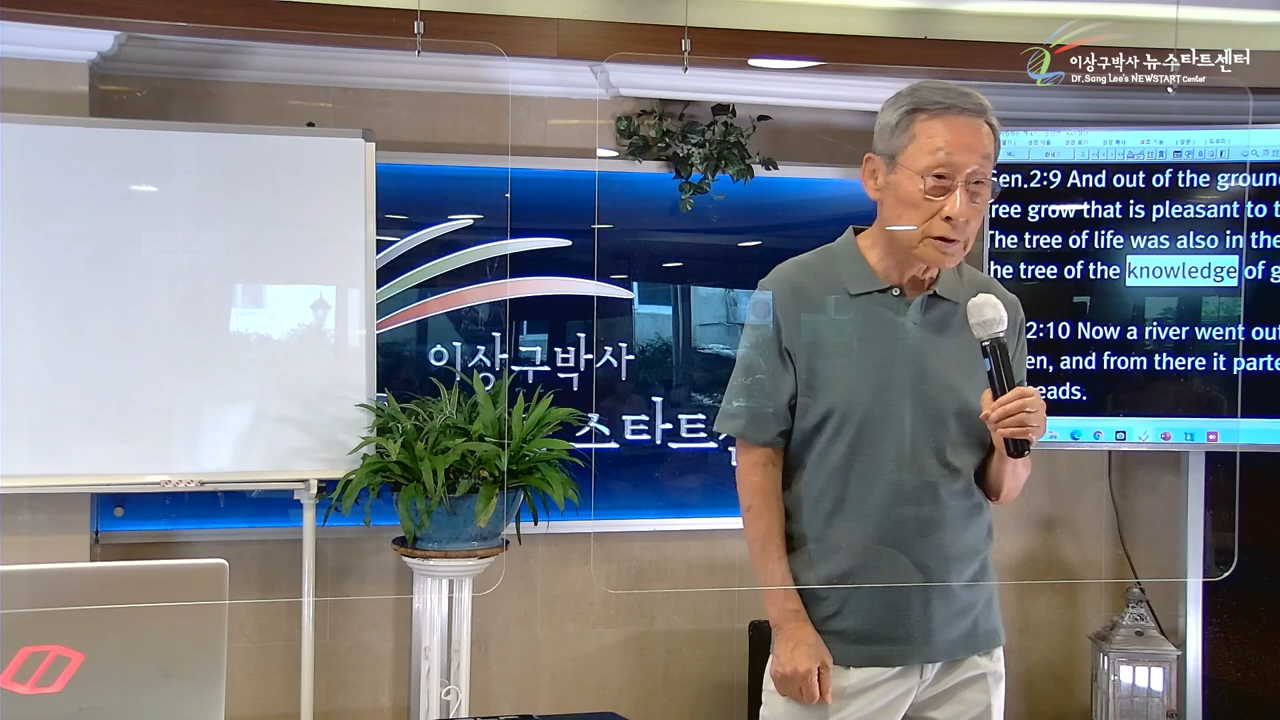 이상구박사 뉴스타트센터
Dr.Sang Lee's NEWSTART Center
이상구박사
스타트
Gen.2:9 And out of the groun
ree grow that is pleasant to t
The tree of life was also in the
he tree of the knowledge of g
2:10 Now a river went out
en, and from there it parte
eads.